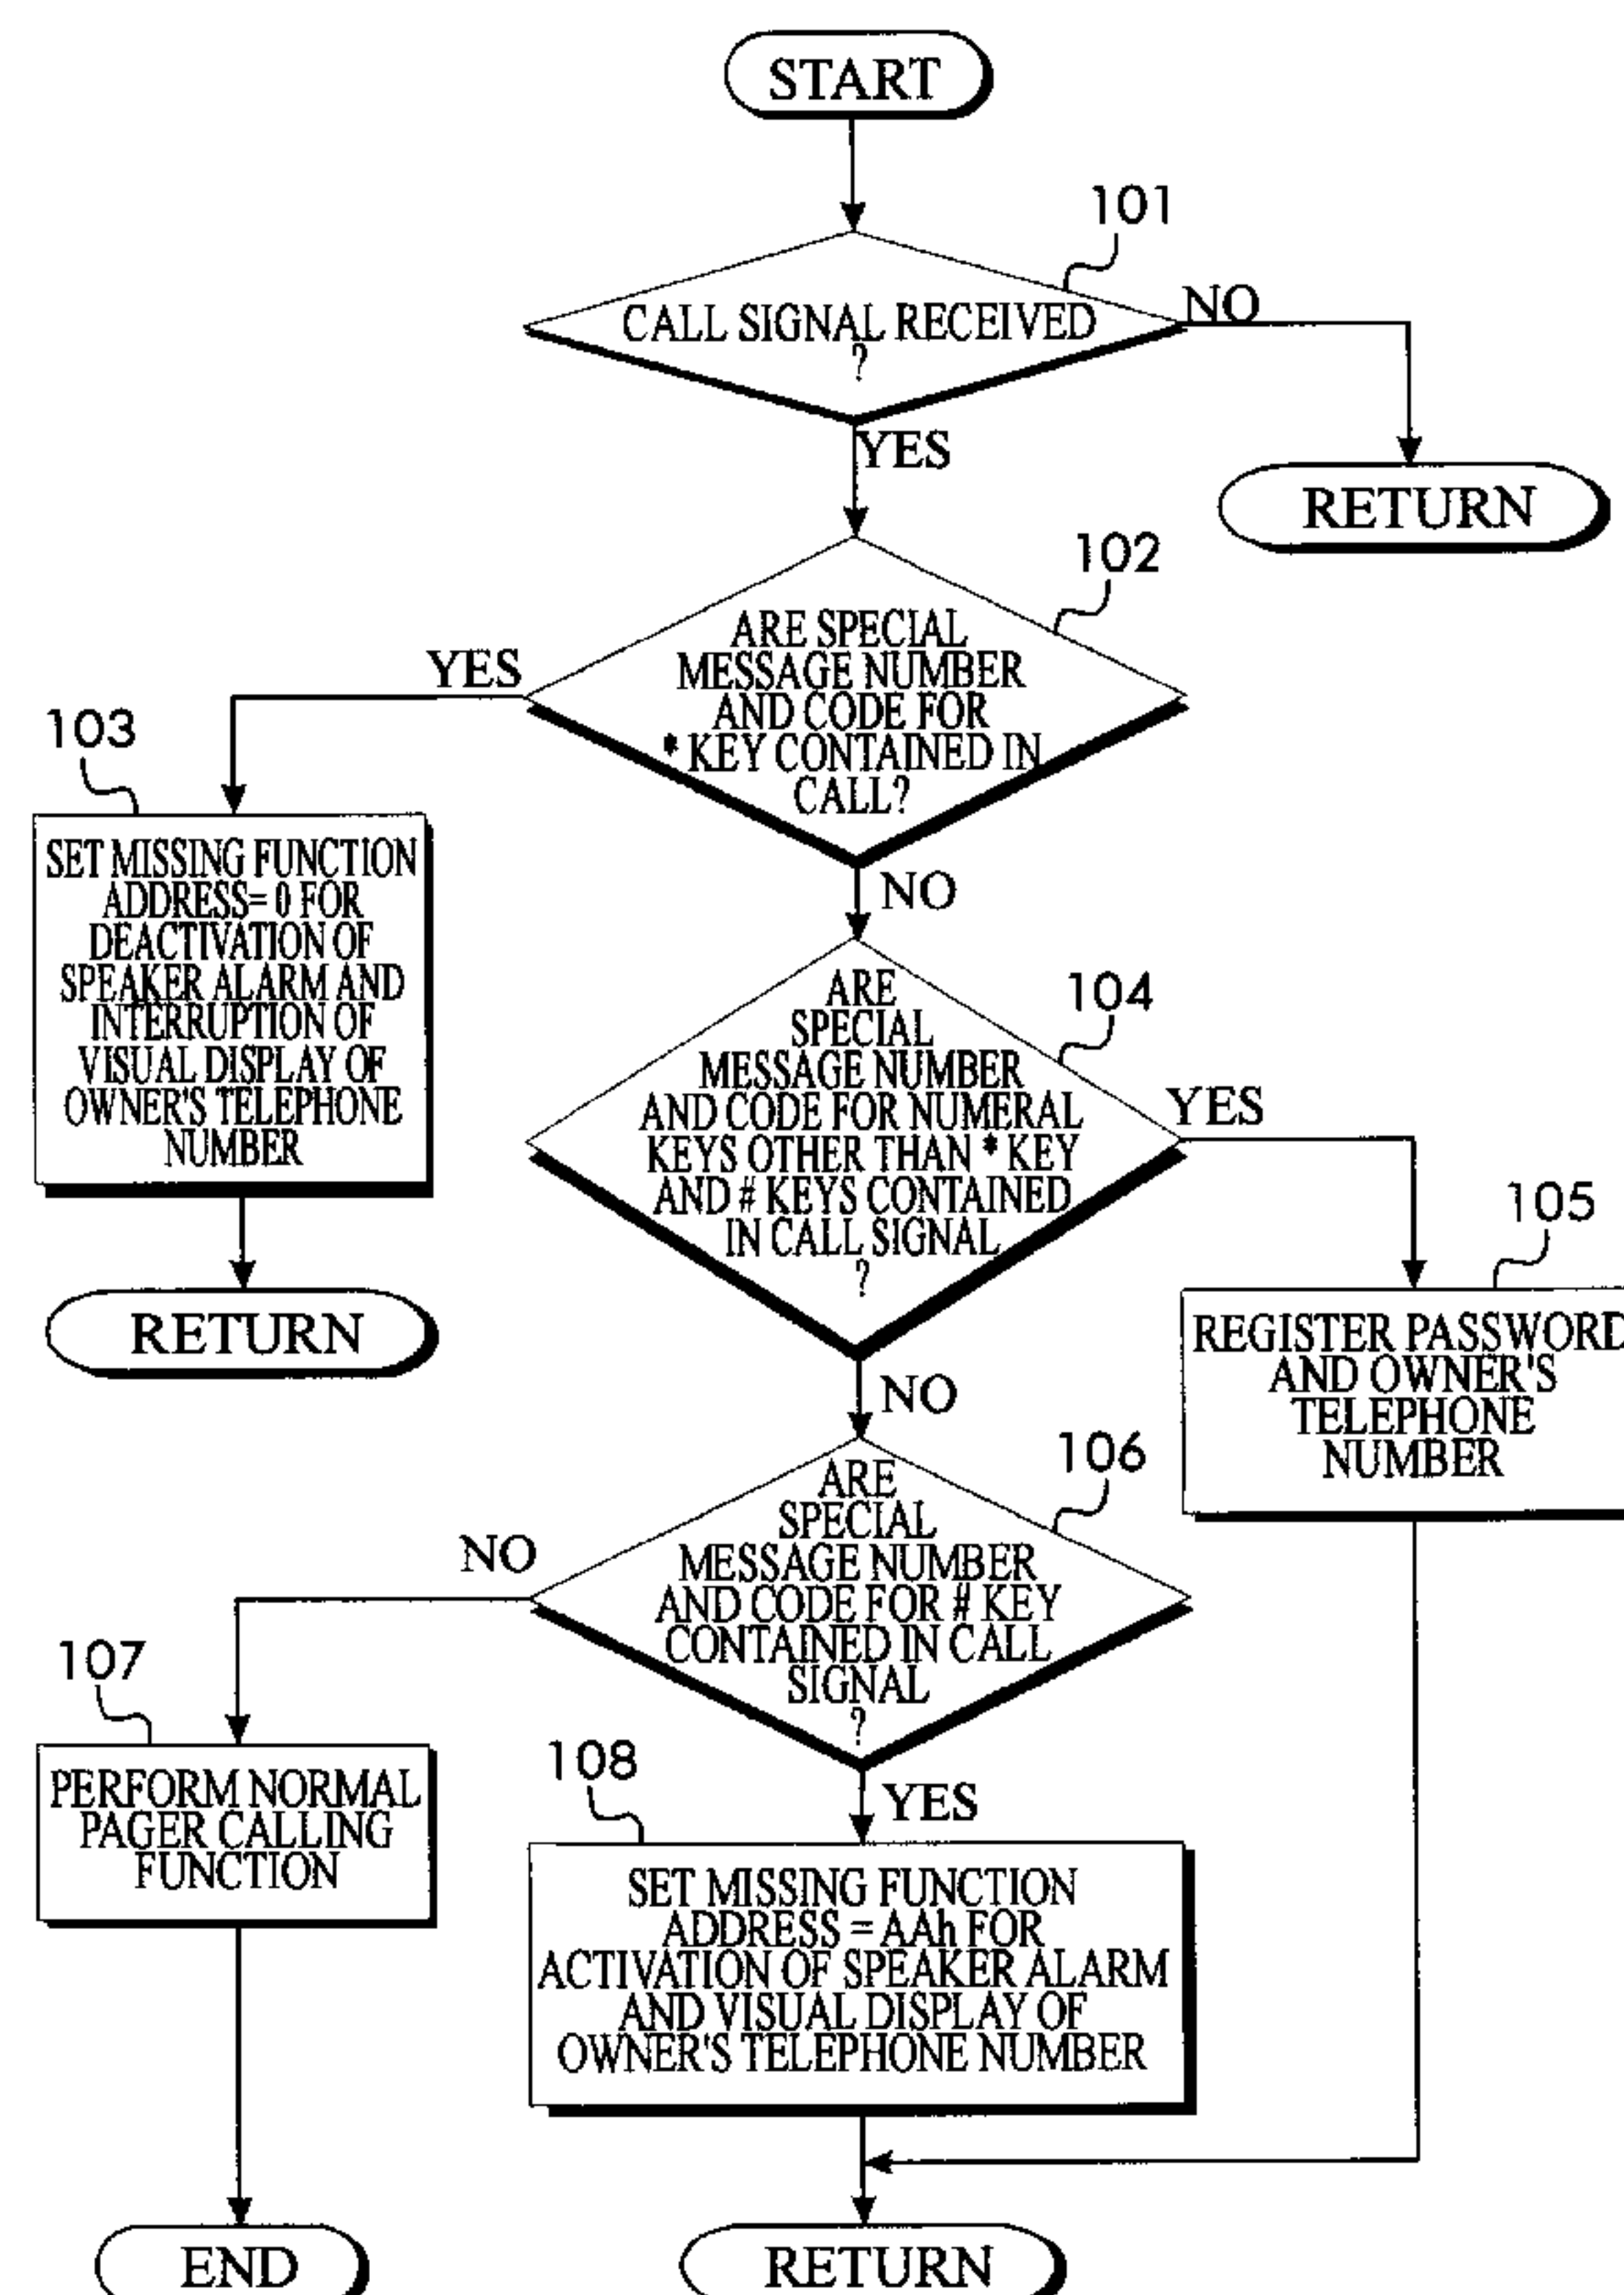 START
101
CALL SIGNAL RECEIVED
?
NO
YES
RETURN
102
ARE SPECIAL
MESSAGE NUMBER
AND CODE FOR
* KEY CONTAINED IN
CALL?
YES
103
SET MISSING FUNCTION
ADDRESS= 0 FOR
DEACTIVATION OF
SPEAKER ALARM AND
INTERRUPTION OF
VISUAL DISPLAY OF
OWNER'S TELEPHONE
NUMBER
RETURN
NO
104
ARE
SPECIAL
MESSAGE NUMBER
AND CODE FOR NUMERAL
KEYS OTHER THAN * KEY
AND # KEYS CONTAINED
IN CALL SIGNAL
?
YES
105
REGISTER PASSWORD
AND OWNER'S
TELEPHONE
NUMBER
NO
106
ARE
SPECIAL
MESSAGE NUMBER
AND CODE FOR # KEY
CONTAINED IN CALL
SIGNAL
?
NO
107
PERFORM NORMAL
PAGER CALLING
FUNCTION
END
YES
108
SET MISSING FUNCTION
ADDRESS = AAh FOR
ACTIVATION OF SPEAKER ALARM
AND VISUAL DISPLAY OF
OWNER'S TELEPHONE NUMBER
RETURN